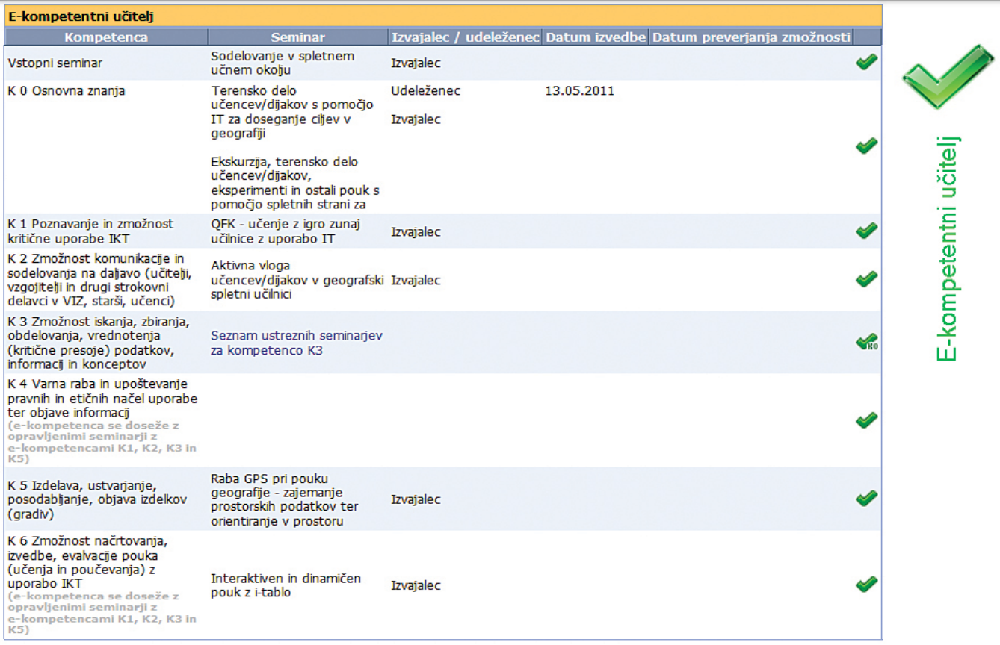 E-kompetentni učitelj
Kompetenca Seminar Izvajalec / udeleženec Datum izvedbe Datum preverjanja zmožnosti
Vstopni seminar
Sodelovanje v spletnem
učnem okolju
Izvajalec
K 0 Osnovna znanja
Terensko delo
učencev/dijakov s pomočjo
IT za doseganje ciljev v
geografiji
Ekskurzija, terensko delo
učencev/dijakov,
eksperimenti in ostali pouk s
pomočjo spletnih strani za
Udeleženec
Izvajalec
13.05.2011
K 1 Poznavanje in zmožnost
kritične uporabe IKT
QFK - učenje z igro zunaj
učilnice z uporabo IT
Izvajalec
K 2 Zmožnost komunikacije in
sodelovanja na daljavo (učitelji,
vzgojitelji in drugi strokovni
delavci v VIZ, starši, učenci)
Aktivna vloga
učencev/dijakov v geografski
spletni učilnici
Izvajalec
K 3 Zmožnost iskanja, zbiranja,
obdelovanja, vrednotenja
(kritične presoje) podatkov,
informacij in konceptov
Seznam ustreznih seminarjev
za kompetenco K3
K0
K 4 Varna raba in upoštevanje
pravnih in etičnih načel uporabe
ter objave informacij
(e-kompetenca se doseže z
opravljenimi seminarji z
e-kompetencami K1, K2, K3 in
K5)
K 5 Izdelava, ustvarjanje,
posodabljanje, objava izdelkov
(gradiv)
Raba GPS pri pouku
geografije - zajemanje
prostorskih podatkov ter
orientiranje v prostoru
Izvajalec
K 6 Zmožnost načrtovanja,
izvedbe, evalvacije pouka
(učenja in poučevanja) z
uporabo IKT
(e-kompetenca se doseže z
opravljenimi seminarji z
e-kompetencami K1, K2, K3 in
K5)
Interaktiven in dinamičen
pouk z i-tablo
Izvajalec
E-kompetentni učitelj